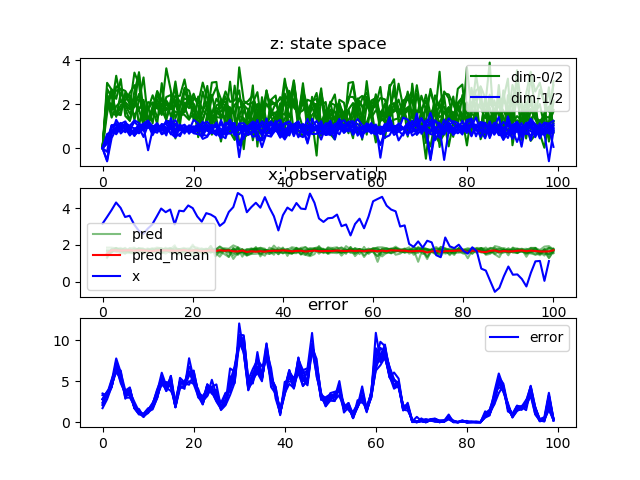 z: state space
4
2
0
dim-0/2
dim-1/2
0 20 40 60 80 100
x: observation
4
2
0
pred
pred_mean
x
0 20 40 60 80 100
error
10
5
0
error
0 20 40 60 80 100